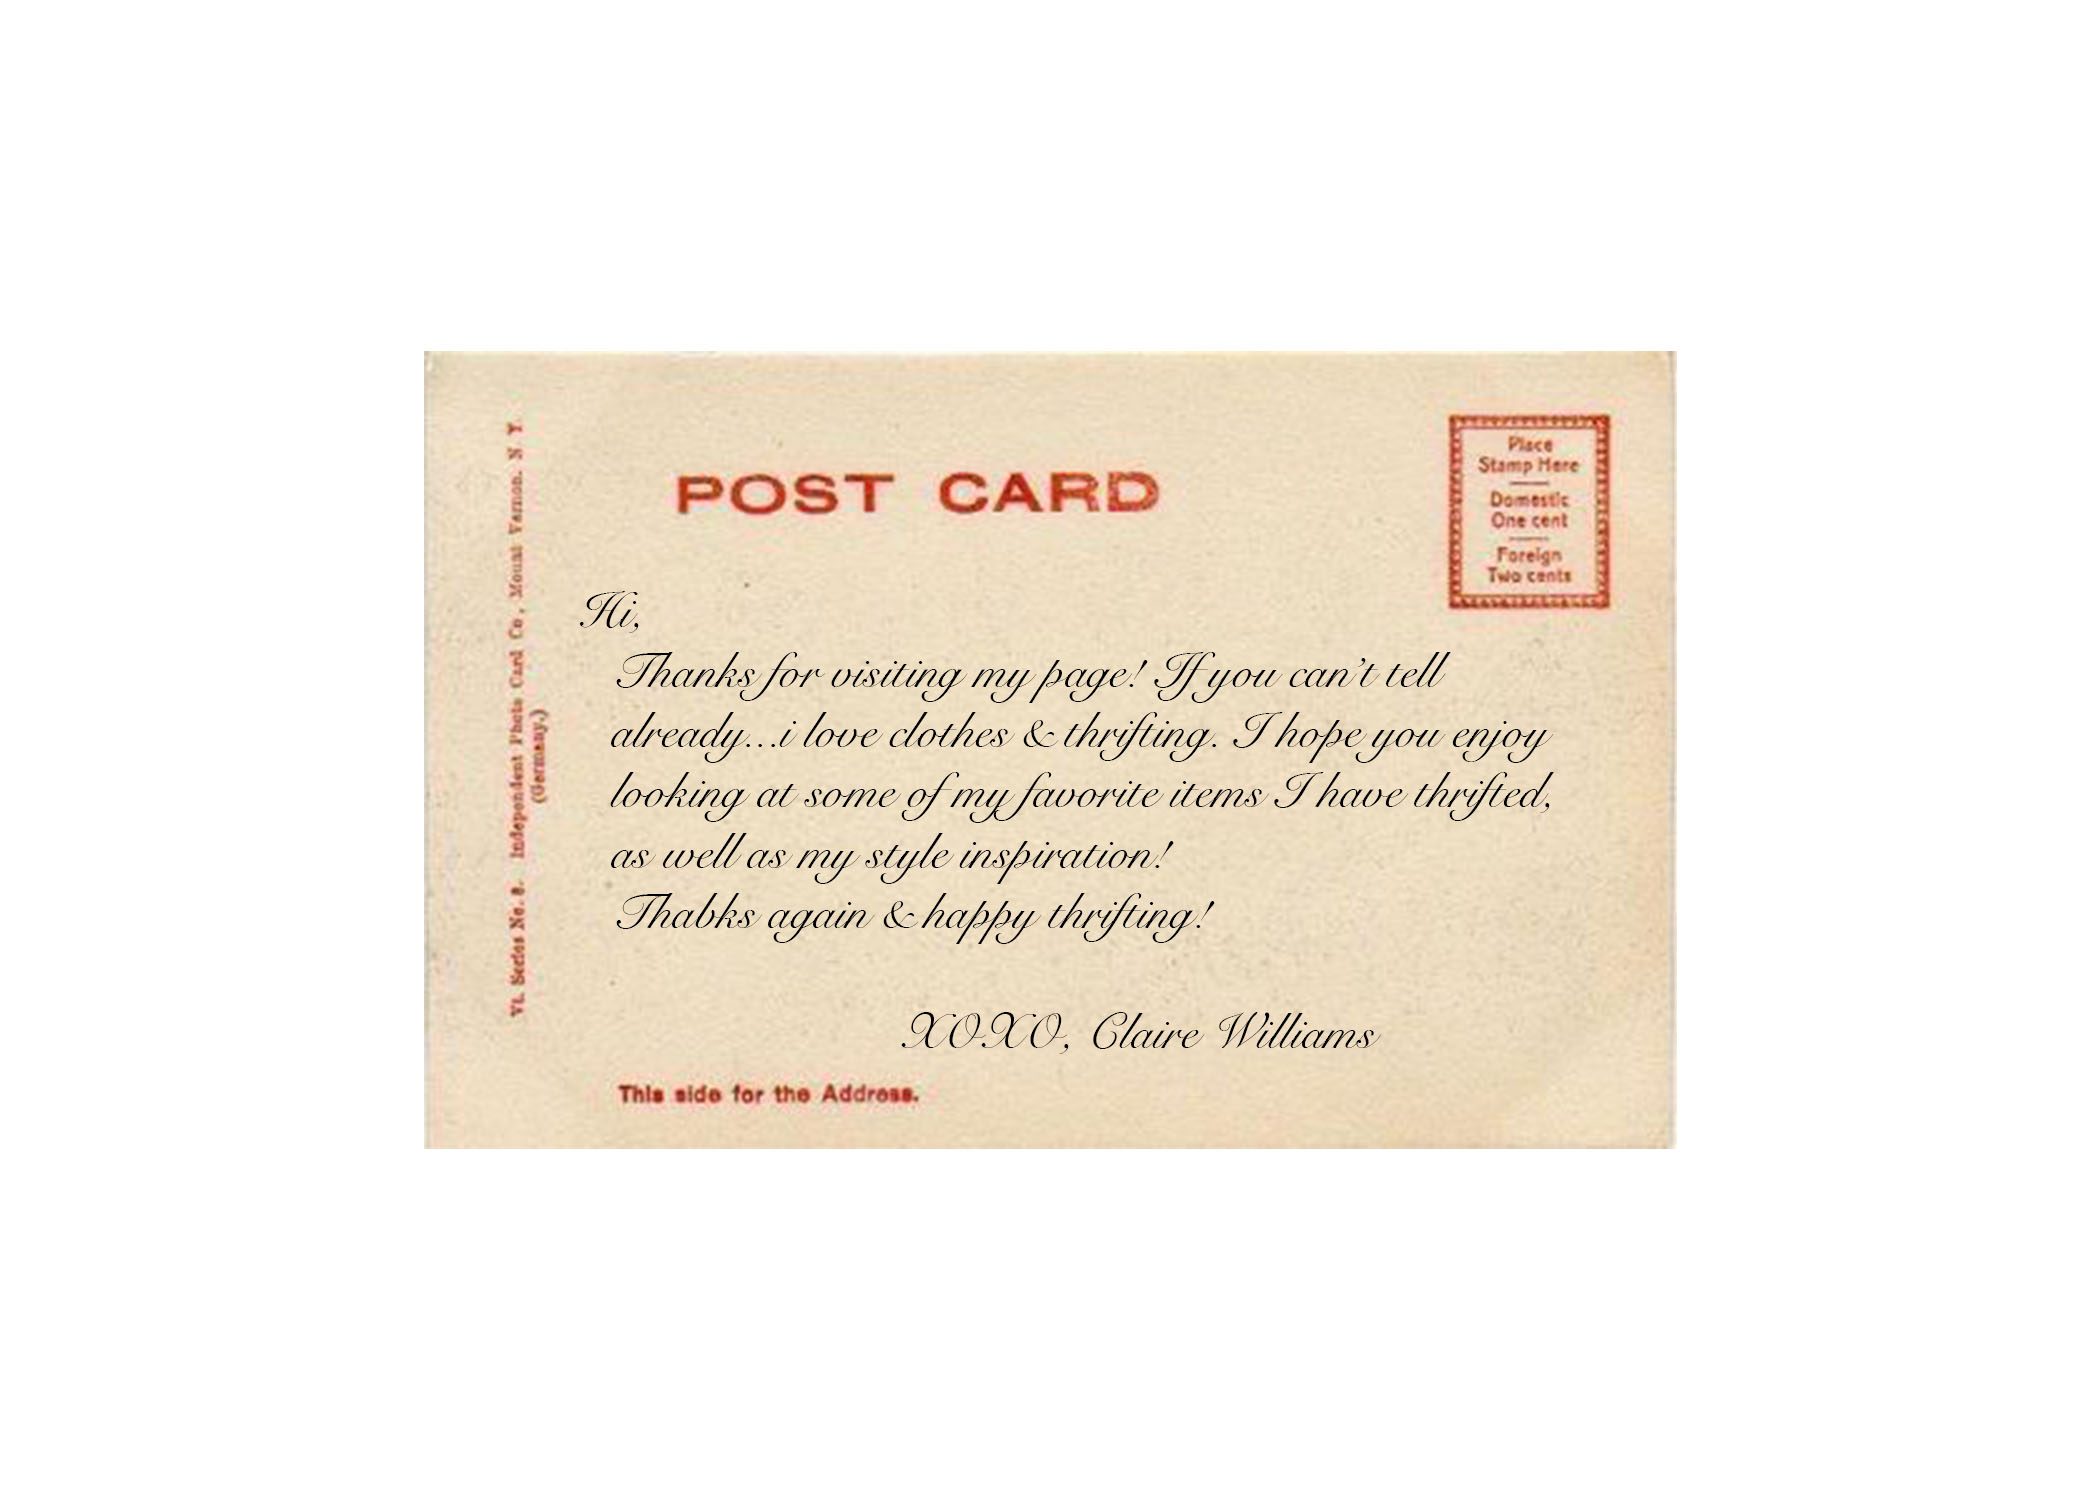 POST CARD
Place
Stamp Here
Domestic
One cent
Foreign
Two cents
Vt. Series No. 8. Independent Photo Card Co., Mount Vernon, N. Y.
(Germany.)
Hi,
Thanks for visiting my page! If you can't tell
already...i love clothes & thrifting. I hope you enjoy
looking at some of my favorite items I have thrifted,
as well as my style inspiration!
Thabks again & happy thrifting!
XOXO, Claire Williams
This side for the Address.